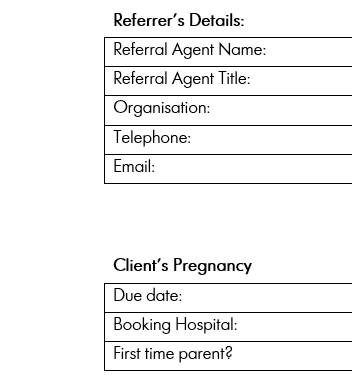 Referrer's Details:
Referral Agent Name:
Referral Agent Title:
Organisation:
Telephone:
Email:
Client's Pregnancy
Due date:
Booking Hospital:
First time parent?